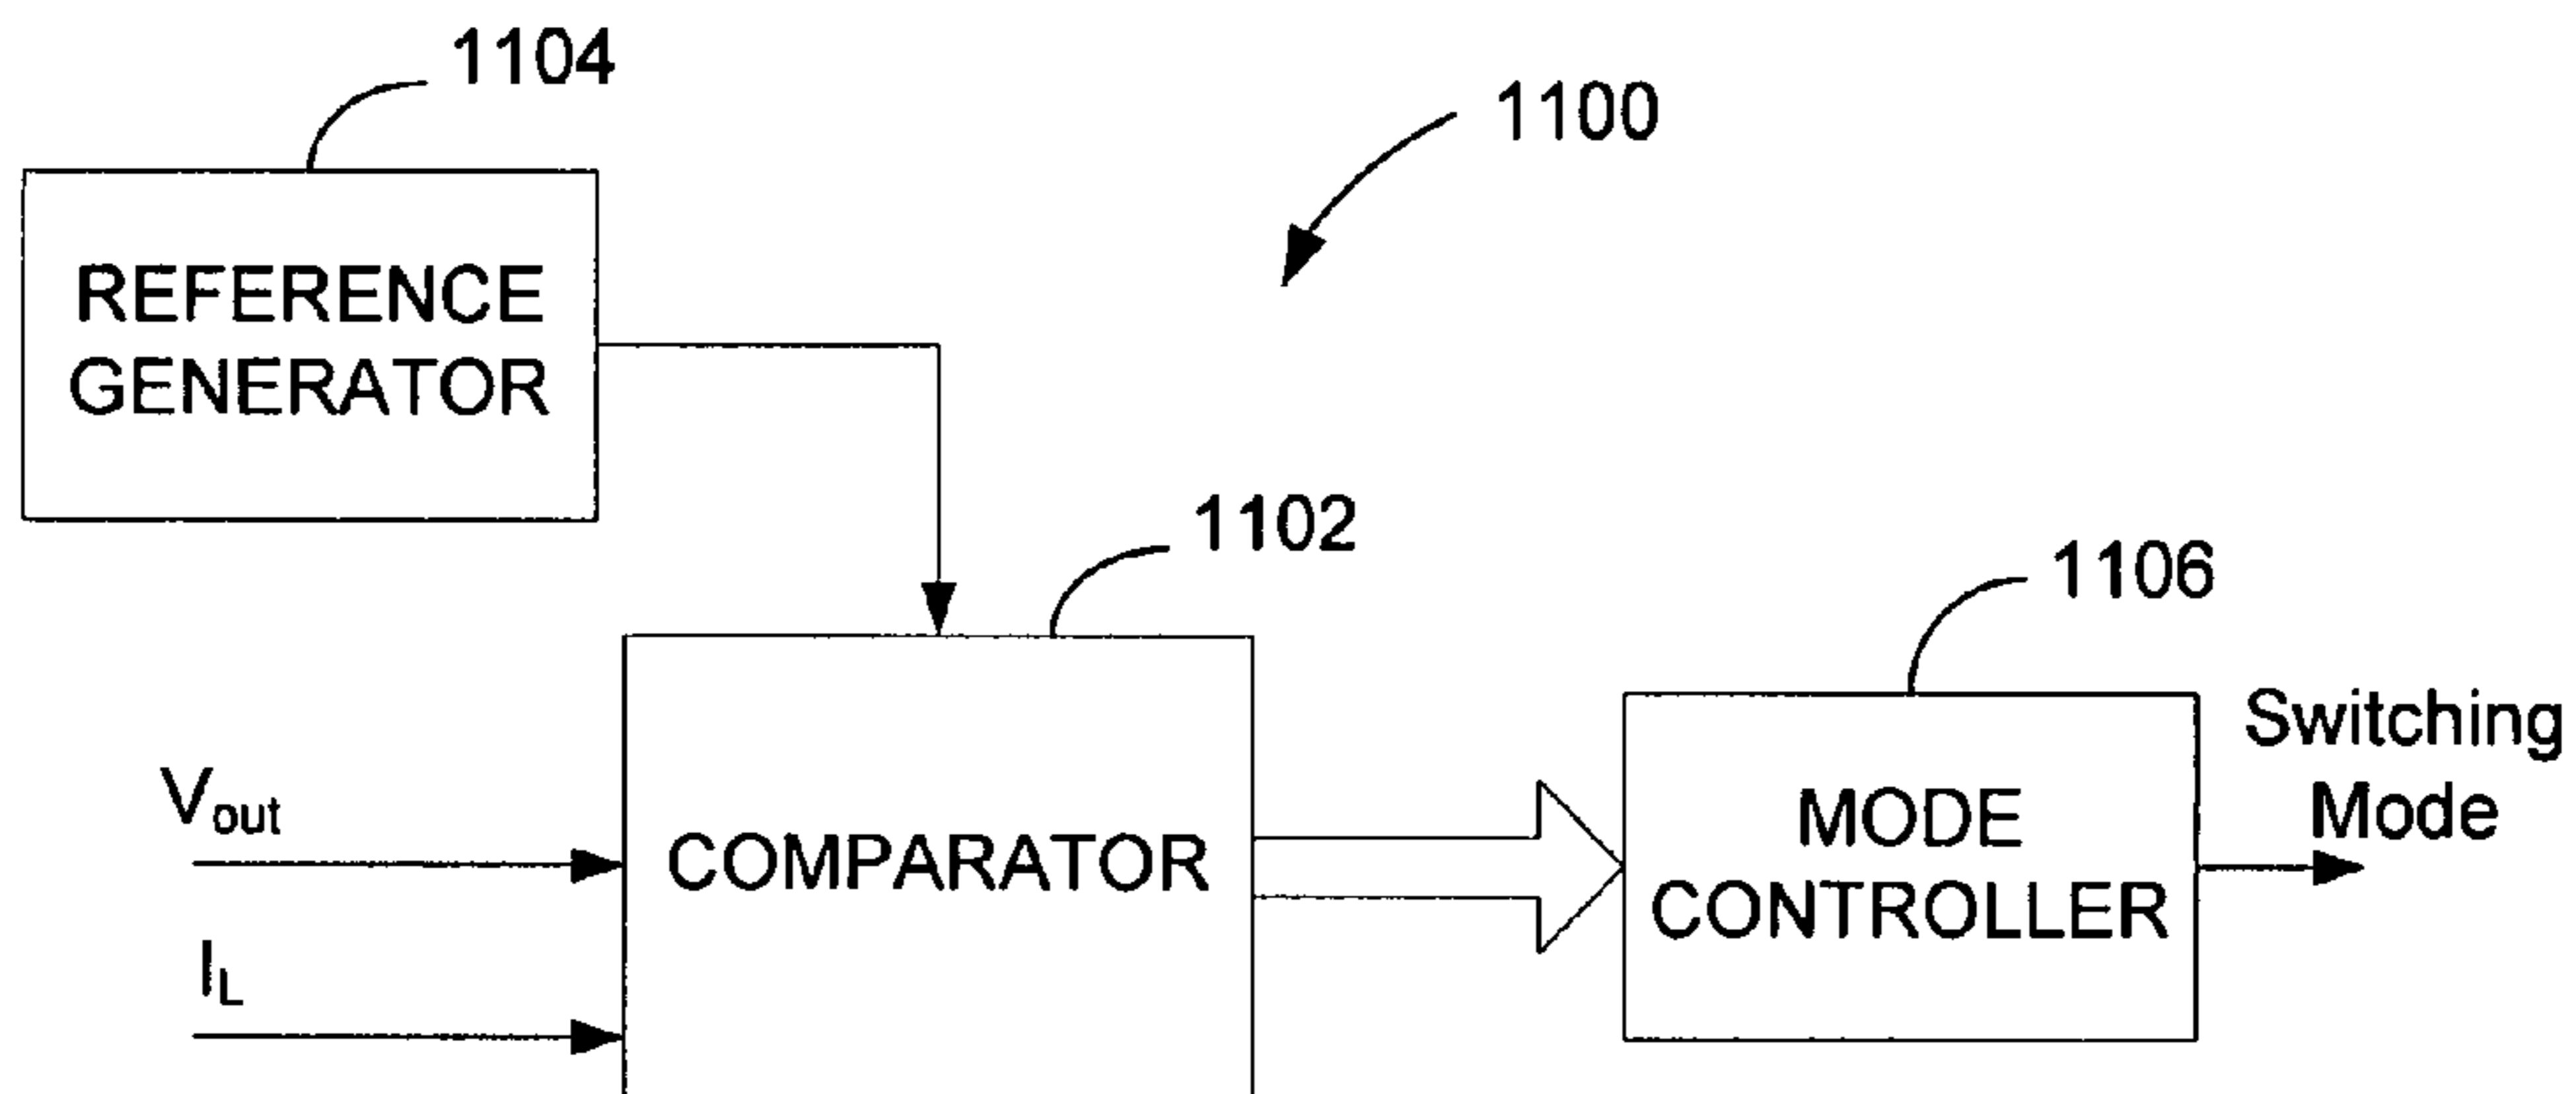 1104
1100
REFERENCE
GENERATOR
1102
1106
Switching
Mode
Vout
COMPARATOR
MODE
CONTROLLER
IL